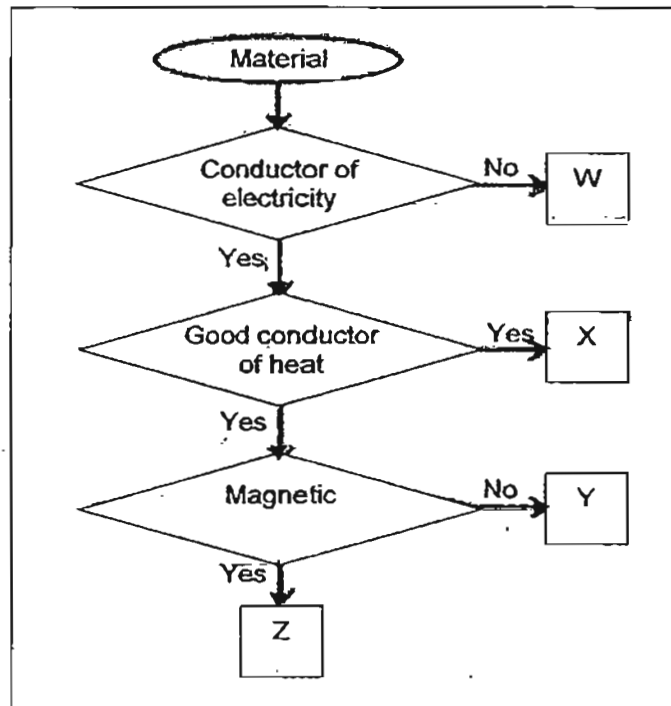 Material
Conductor of
electricity
No
W
Yes
Good conductor
of heat
Yes
X
Yes
Magnetic
No
Y
Yes
Z